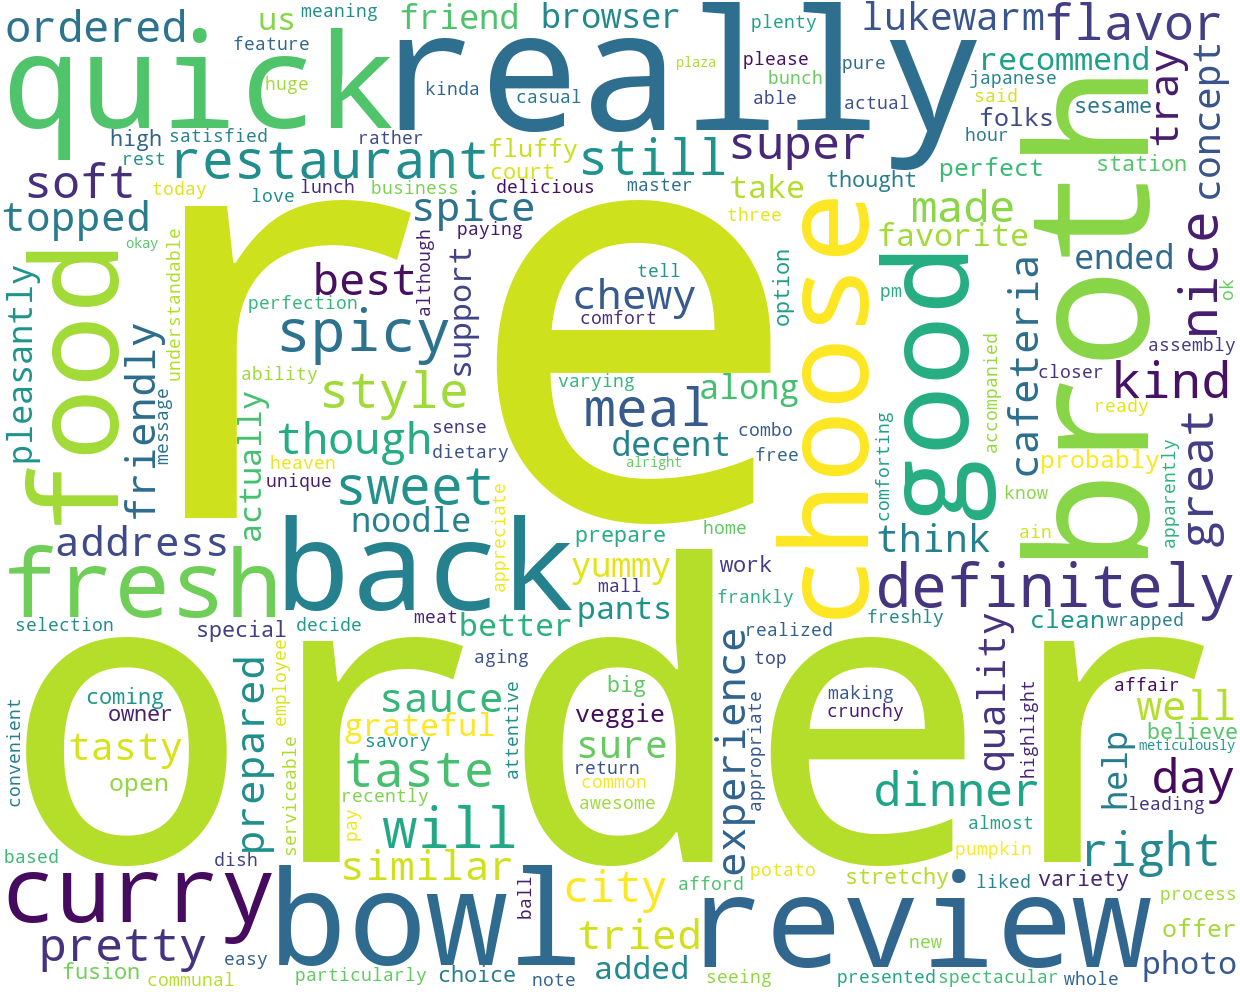 ordered
us
meaning
friend
browser
plenty
lukewarm
flavor
quick
really
feature
huge
kinda
casual
plaza
please
bunch
able
pure
actual
recommend
japanese
said
sesame
folks
tray
concept
high
satisfied
rest
rather
restaurant
fluffy
court
still
super
hour
perfect
station
broth
soft
today
love
lunch
business
delicious
master
take
thought
topped
okay
spice
paying
three
choose
made
favorite
good
ended
nice
ok
food
pleasantly
friendly
understandable
message
re
best
although
support
perfection
spicy
tell
chewy
comfort
option
pm
cafeteria
closer
assembly
kind
ability
actually
style
varying
along
meal
though
sense
dietary
decent
combo
free
comforting
accompanied
ready
probably
great
apparently
heaven
unique
alright
sweet
noodle
appreciate
know
ain
address
back
prepare
home
think
fresh
yummy
mall
work
definitely
selection
special
decide
meat
pants
frankly
better
freshly
clean
wrapped
order
realized
aging
top
experience
appropriate
quality
highlight
affair
convenient
coming
owner
tasty
open
prepared
employee
serviceable
sauce
grateful
savory
attentive
big
veggie
sure
return
common
awesome
making
crunchy
well
believe
meticulously
help
day
leading
taste
recently
pay
will
dinner
almost
right
based
dish
similar
pumpkin
curry
bowl
ball
city
afford
potato
stretchy
liked
variety
process
review
pretty
tried
offer
fusion
communal
easy
particularly
choice
note
added
new
seeing
presented
spectacular
whole
photo